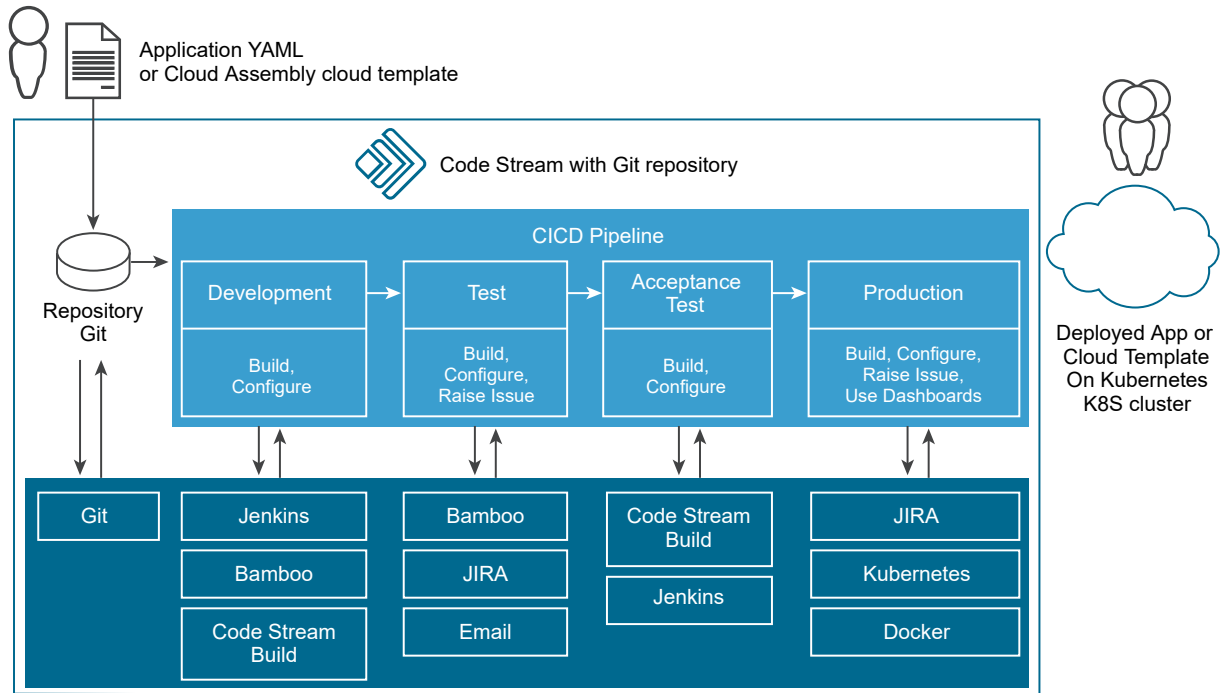 Application YAML
or Cloud Assembly cloud template
Code Stream with Git repository
CICD Pipeline
Repository
Git
Development
Build,
Configure
Test
Build,
Configure,
Raise Issue
Acceptance
Test
Build,
Configure
Production
Build, Configure,
Raise Issue,
Use Dashboards
Deployed App or
Cloud Template
On Kubernetes
K8S cluster
Git
Jenkins
Bamboo
Code Stream
Build
Bamboo
JIRA
Email
Code Stream
Build
Jenkins
JIRA
Kubernetes
Docker